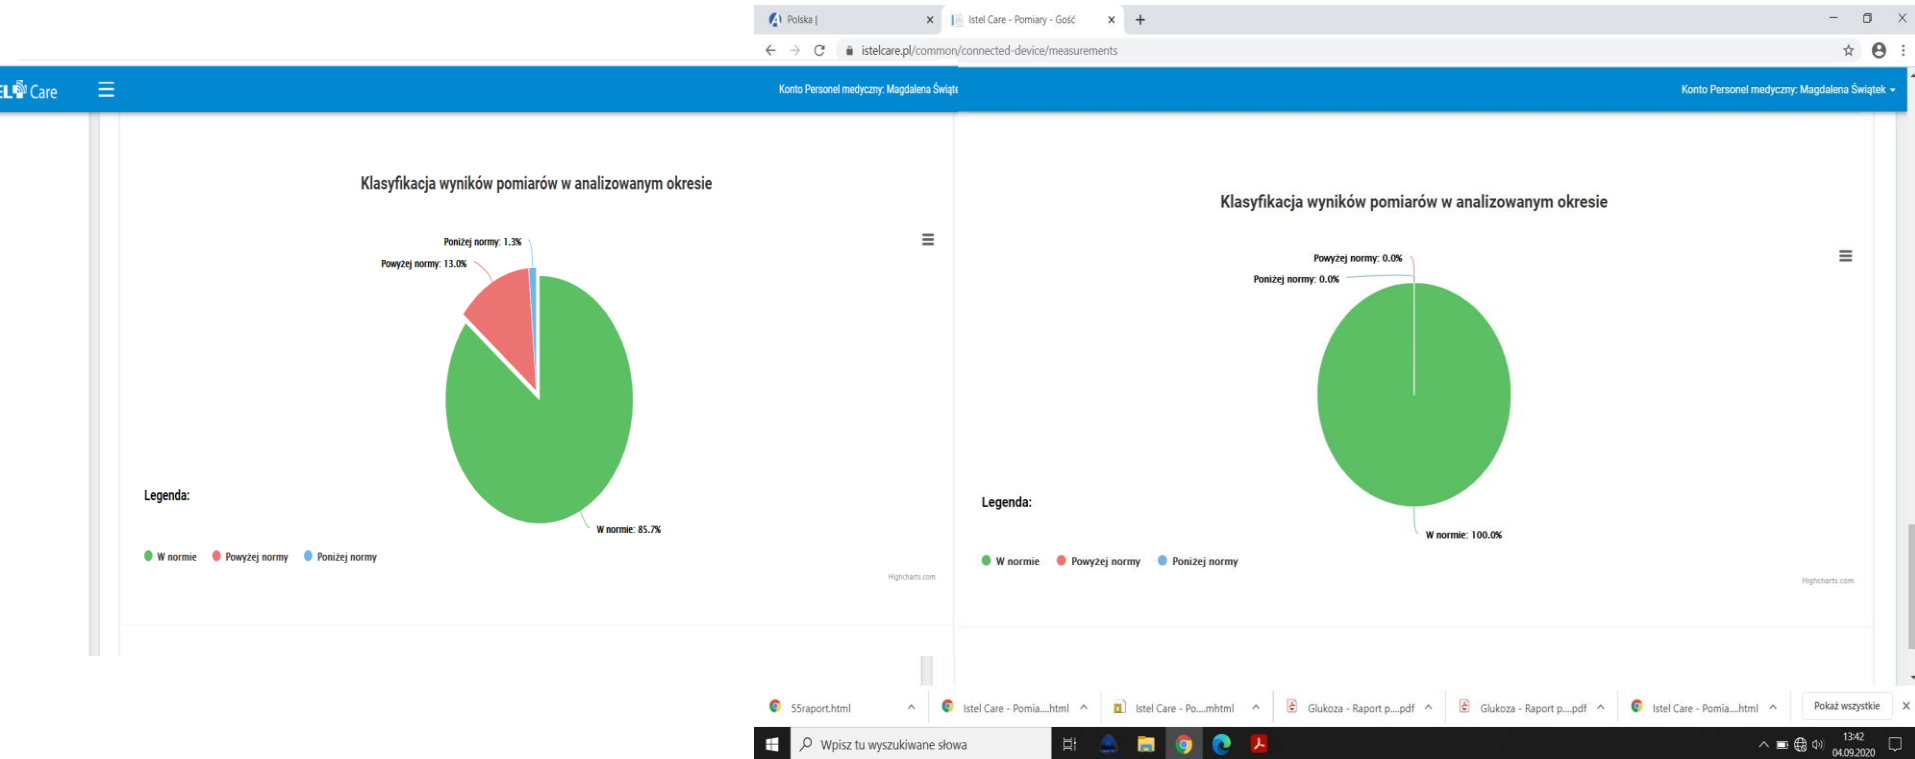 Polska |
Istel Care - Pomiary - Gość
istelcare.pl/common/connected-device/measurements
Care
Konto Personel medyczny: Magdalena Święte
Konto Personel medyczny: Magdalena Świątek
Klasyfikacja wyników pomiarów w analizowanym okresie
Poniżej normy: 1.3%
Powyżej normy: 13.0%
W normie: 85.7%
Legenda:
W normie Powyżej normy Poniżej normy
Highcharts.com
Klasyfikacja wyników pomiarów w analizowanym okresie
Powyżej normy: 0.0%
Poniżej normy: 0.0%
W normie: 100.0%
Legenda:
W normie Powyżej normy Poniżej normy
Highcharts.com
55raport.html
Istel Care - Pomia....html
Istel Care - Po....mhtml
Glukoza - Raport p....pdf
Glukoza - Raport p....pdf
Istel Care - Pomia....html
Pokaż wszystkie
Wpisz tu wyszukiwane słowa
13:42
04.09.2020